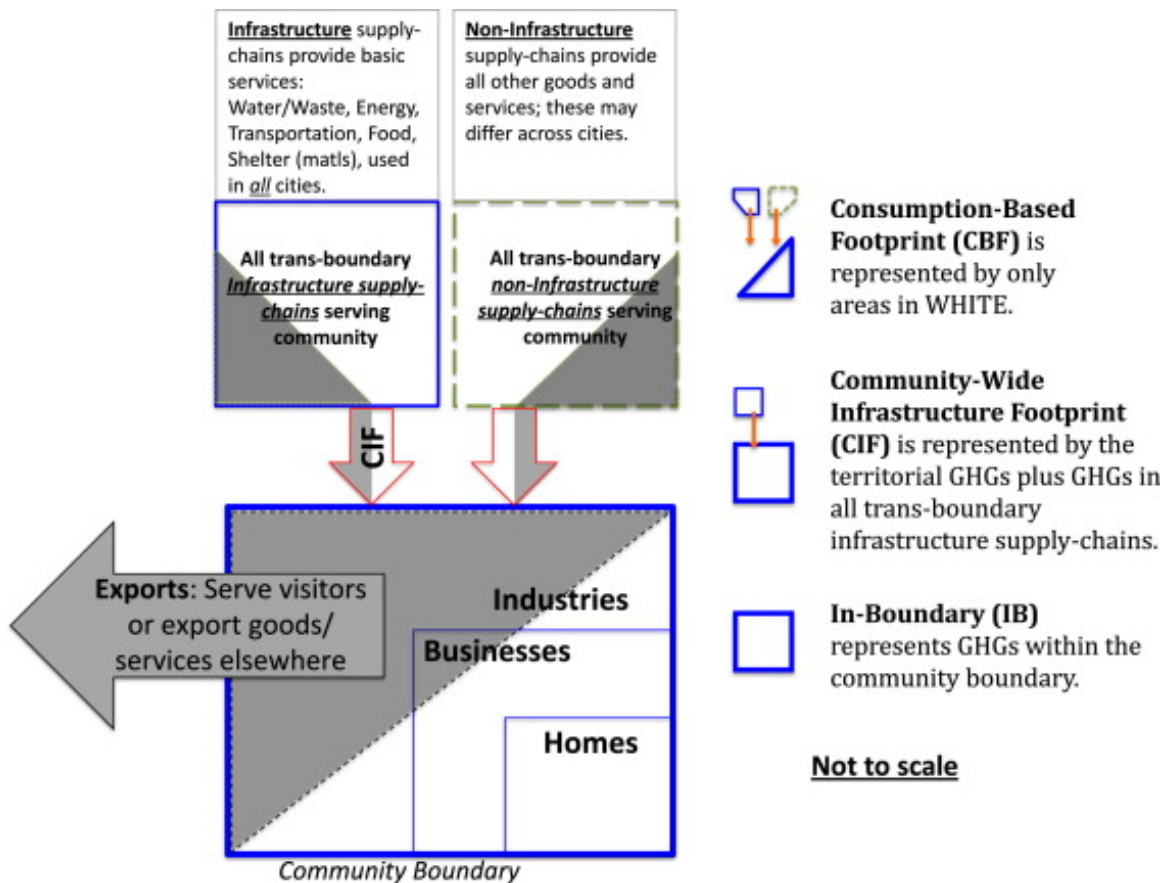 Infrastructure supply-
chains provide basic
services:
Water/Waste, Energy,
Transportation, Food,
Shelter (matls), used
in all cities.
Non-Infrastructure
supply-chains provide
all other goods and
services; these may
differ across cities.
All trans-boundary
Infrastructure supply-
chains serving
community
All trans-boundary
non-Infrastructure
supply-chains serving
community
CIF
Exports: Serve visitors
or export goods/
services elsewhere
Industries
Businesses
Homes
Community Boundary
Consumption-Based
Footprint (CBF) is
represented by only
areas in WHITE.
Community-Wide
Infrastructure Footprint
(CIF) is represented by the
territorial GHGs plus GHGs in
all trans-boundary
infrastructure supply-chains.
In-Boundary (IB)
represents GHGs within the
community boundary.
Not to scale